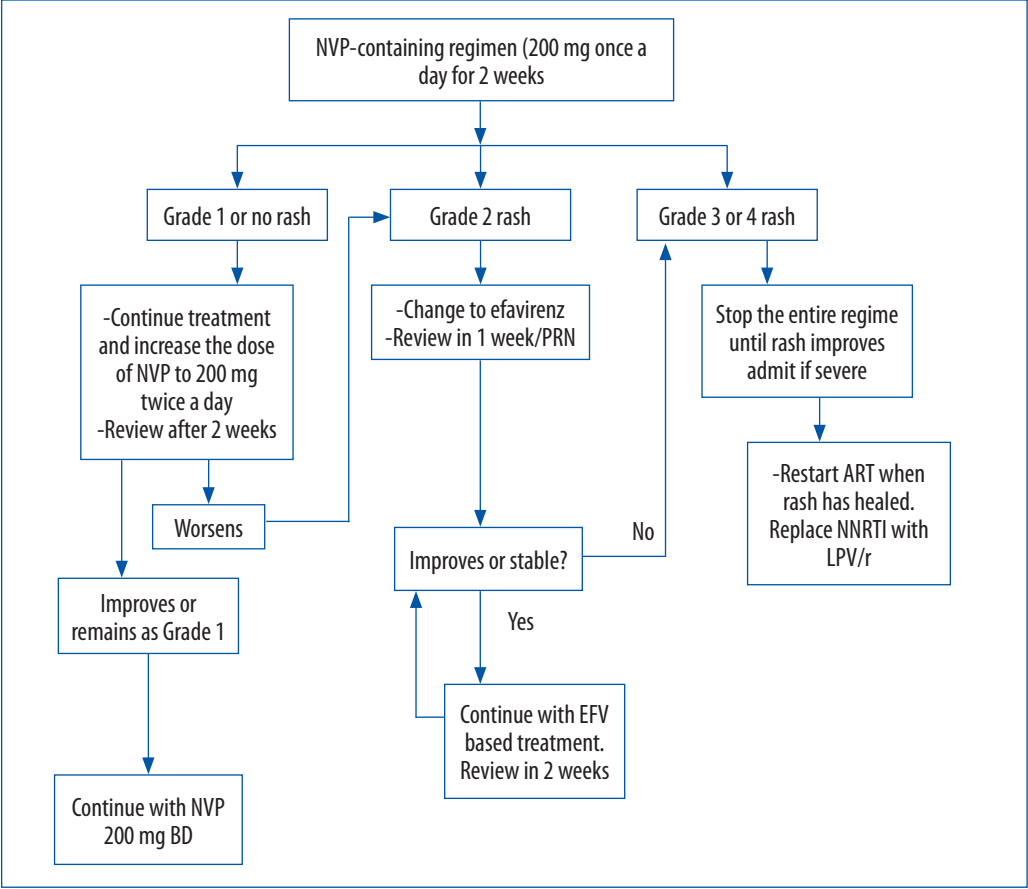 NVP-containing regimen (200 mg once a
day for 2 weeks
Grade 1 or no rash
Grade 2 rash
Grade 3 or 4 rash
-Continue treatment
and increase the dose
of NVP to 200 mg
twice a day
-Review after 2 weeks
-Change to efavirenz
-Review in 1 week/PRN
Stop the entire regime
until rash improves
admit if severe
Worsens
-Restart ART when
rash has healed.
Replace NNRTI with
LPV/r
Improves or stable?
No
Improves or
remains as Grade 1
Yes
Continue with EFV
based treatment.
Review in 2 weeks
Continue with NVP
200 mg BD